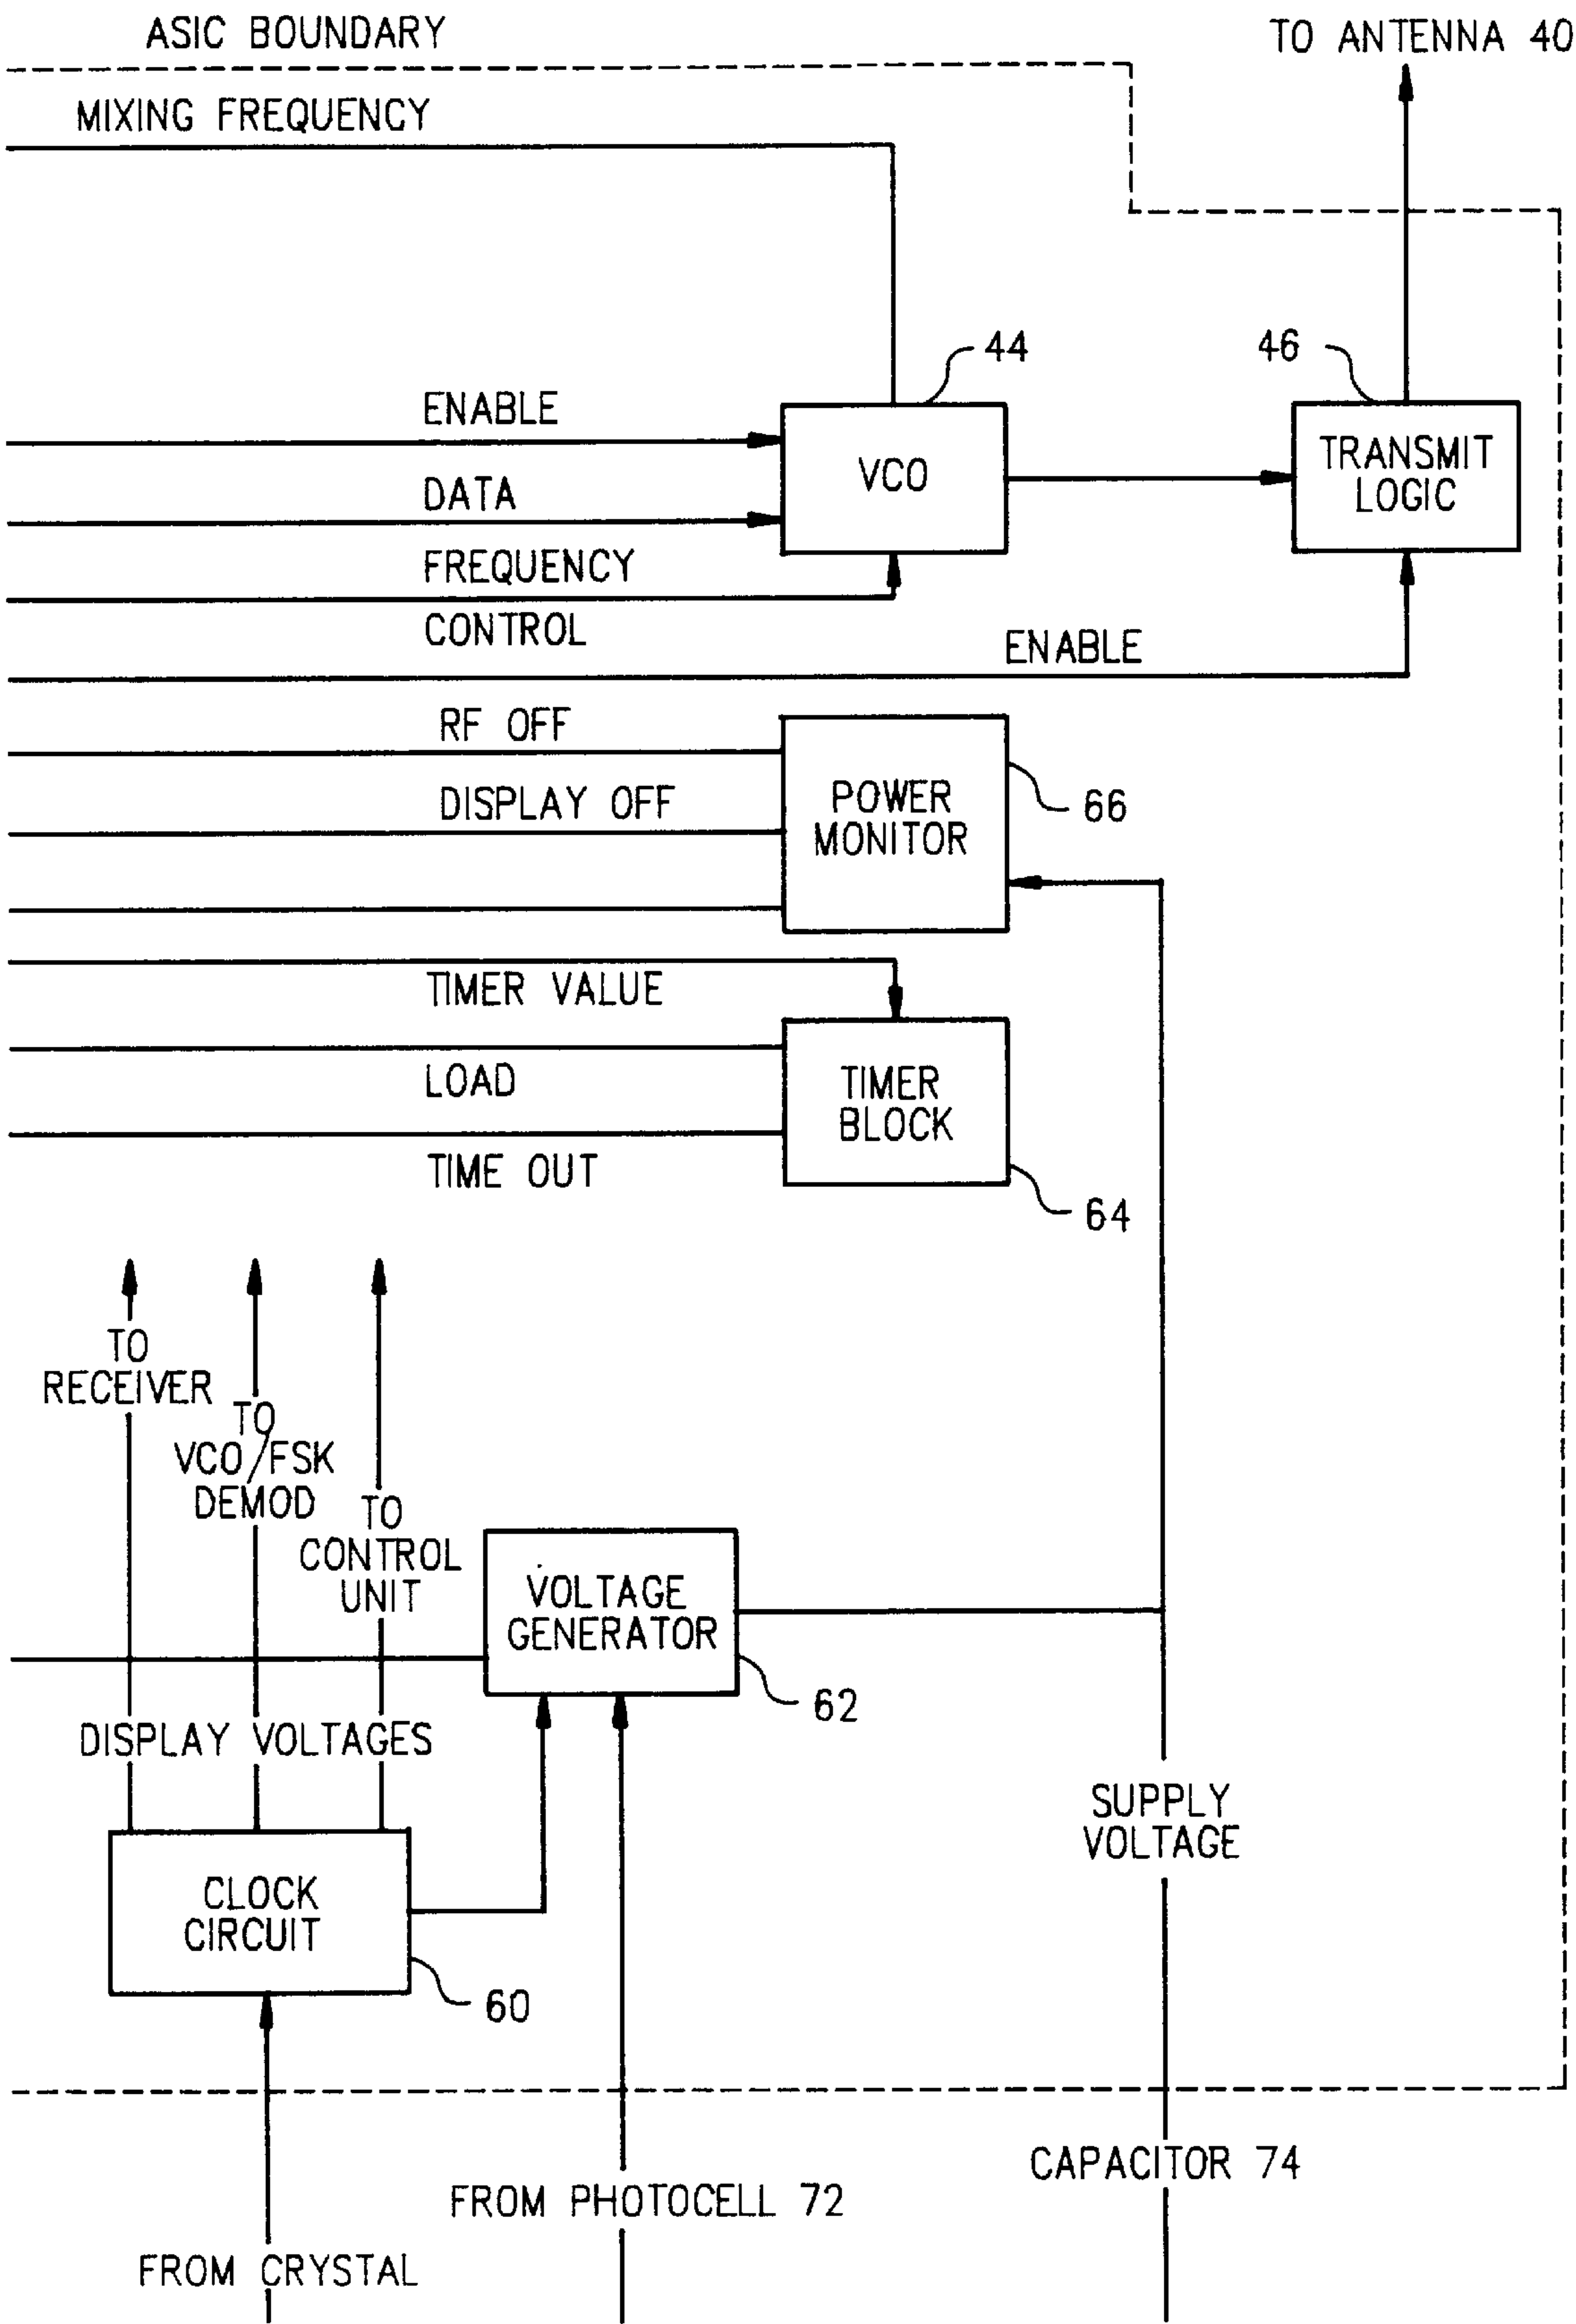 ASIC BOUNDARY
TO ANTENNA 40
MIXING FREQUENCY
44
46
ENABLE
VCO
TRANSMIT
LOGIC
DATA
FREQUENCY
CONTROL
ENABLE
RF OFF
DISPLAY OFF
POWER
MONITOR
66
TIMER VALUE
LOAD
TIMER
BLOCK
TIME OUT
64
TO
RECEIVER
TO
VCO/FSK
DEMOD
TO
CONTROL
UNIT
VOLTAGE
GENERATOR
62
DISPLAY VOLTAGES
SUPPLY
VOLTAGE
CLOCK
CIRCUIT
60
CAPACITOR 74
FROM PHOTOCELL 72
FROM CRYSTAL